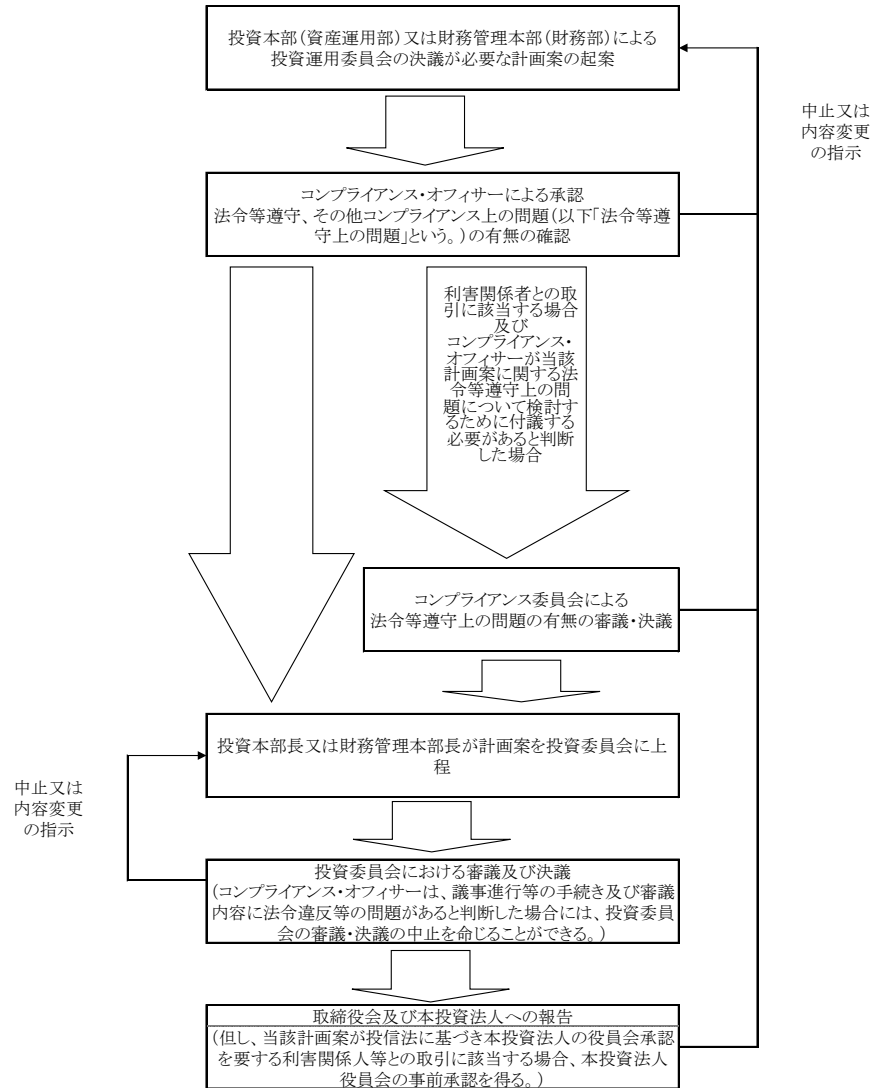 投資本部（資産運用部）又は財務管理本部（財務部）による
投資運用委員会の決議が必要な計画案の起案
中止又は
内容変更
の指示
コンプライアンス・オフィサーによる承認
法令等遵守、その他コンプライアンス上の問題（以下「法令等遵
守上の問題」という。）の有無の確認
利害関係者との取
引に該当する場合
及び
コンプライアンス・
オフィサーが当該
計画案に関する法
令等遵守上の問
題について検討す
るために付議する
必要があると判断
した場合
コンプライアンス委員会による
法令等遵守上の問題の有無の審議・決議
投資本部長又は財務管理本部長が計画案を投資委員会に上
程
中止又は
内容変更
の指示
投資委員会における審議及び決議
（コンプライアンス・オフィサーは、議事進行等の手続き及び審議
内容に法令違反等の問題があると判断した場合には、投資委員
会の審議・決議の中止を命じることができる。）
取締役会及び本投資法人への報告
（但し、当該計画案が投信法に基づき本投資法人の役員会承認
を要する利害関係人等との取引に該当する場合、本投資法人
役員会の事前承認を得る。）